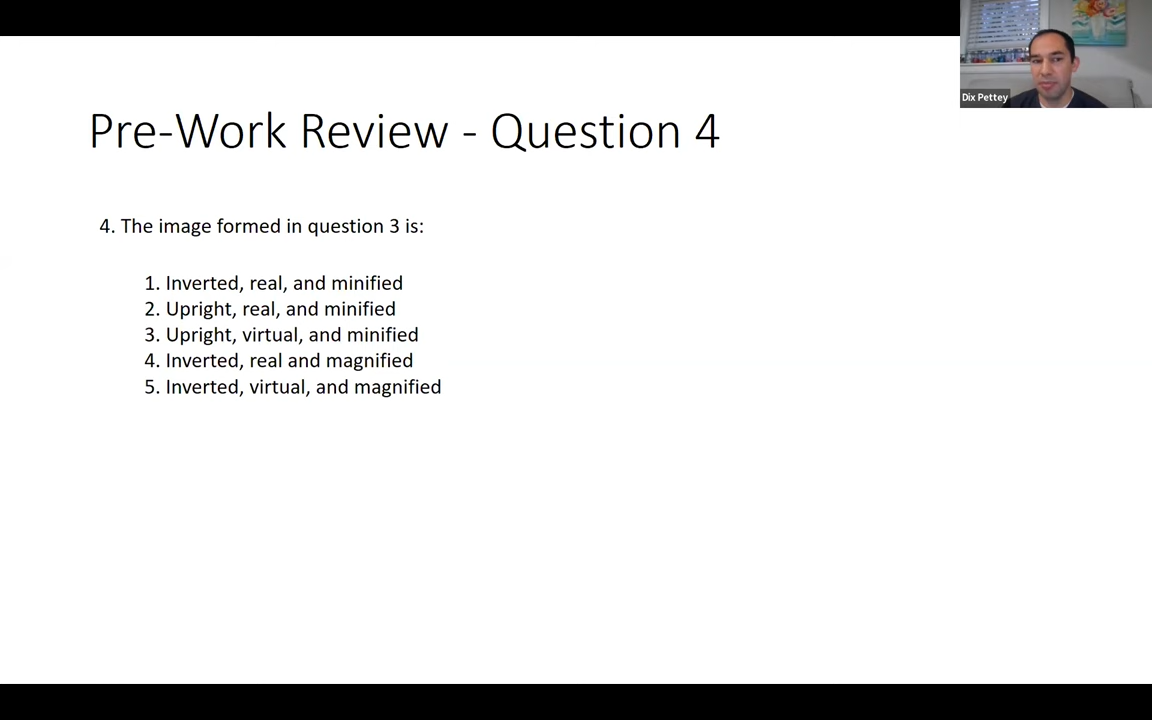 Dix Pettey
Pre-Work Review - Question 4
4. The image formed in question 3 is:
1. Inverted, real, and minified
2. Upright, real, and minified
3. Upright, virtual, and minified
4. Inverted, real and magnified
5. Inverted, virtual, and magnified